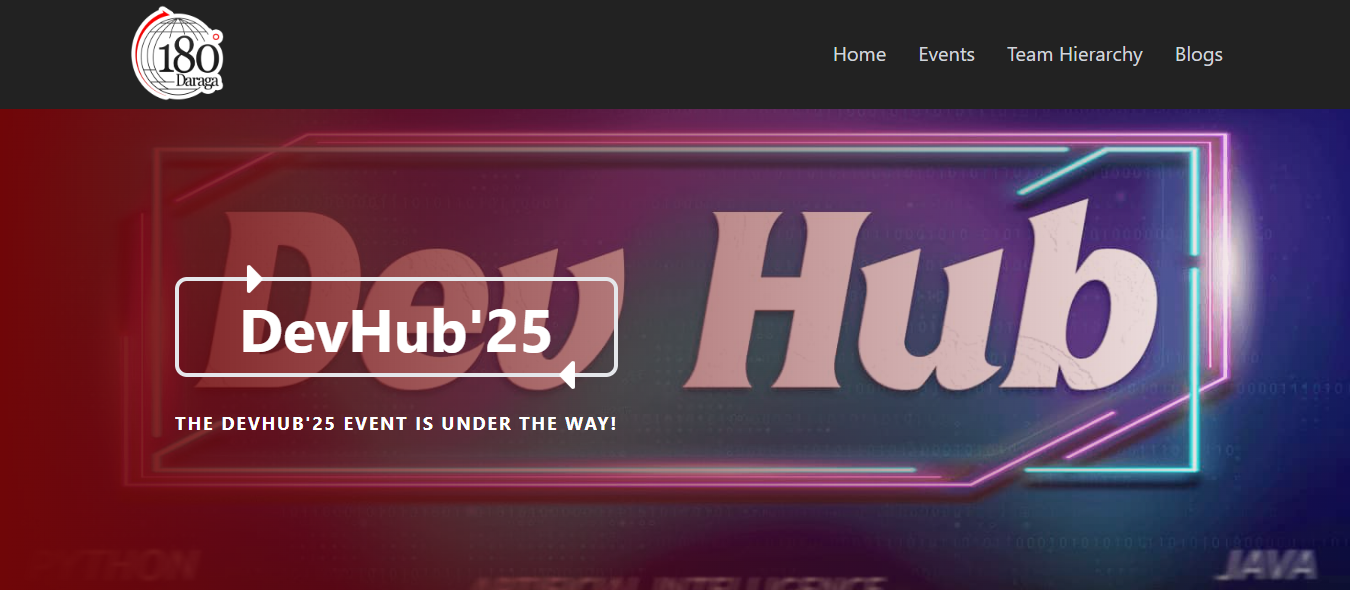 180°
Daraga
Home Events Team Hierarchy Blogs
Dev Hub
DevHub'25
THE DEVHUB'25 EVENT IS UNDER THE WAY!
PYTHON
ARTIFICIAL INTELLIGENCE
JAVA